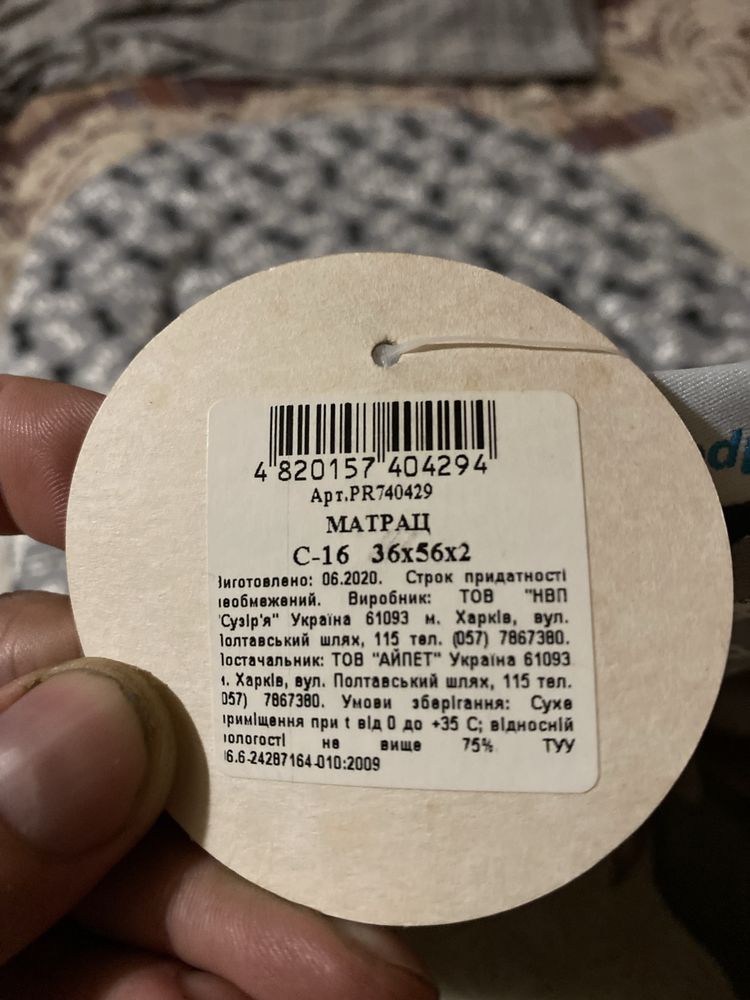 4 820157 404294
Арт.PR740429
МАТРАЦ
С-16 36x56x2
Виготовлено: 06.2020. Строк придатності
необмежений. Виробник: ТОВ "НВП
"Сузір'я" Україна 61093 м. Харків, вул.
Полтавський шлях, 115 тел. (057) 7867380.
Постачальник: ТОВ "АЙПЕТ" Україна 61093
м. Харків, вул. Полтавський шлях, 115 тел.
057) 7867380. Умови зберігання: Сухе
приміщення при t від 0 до +35 С; відносній
вологості не вище 75% ТУУ
6.6-24287164-010:2009